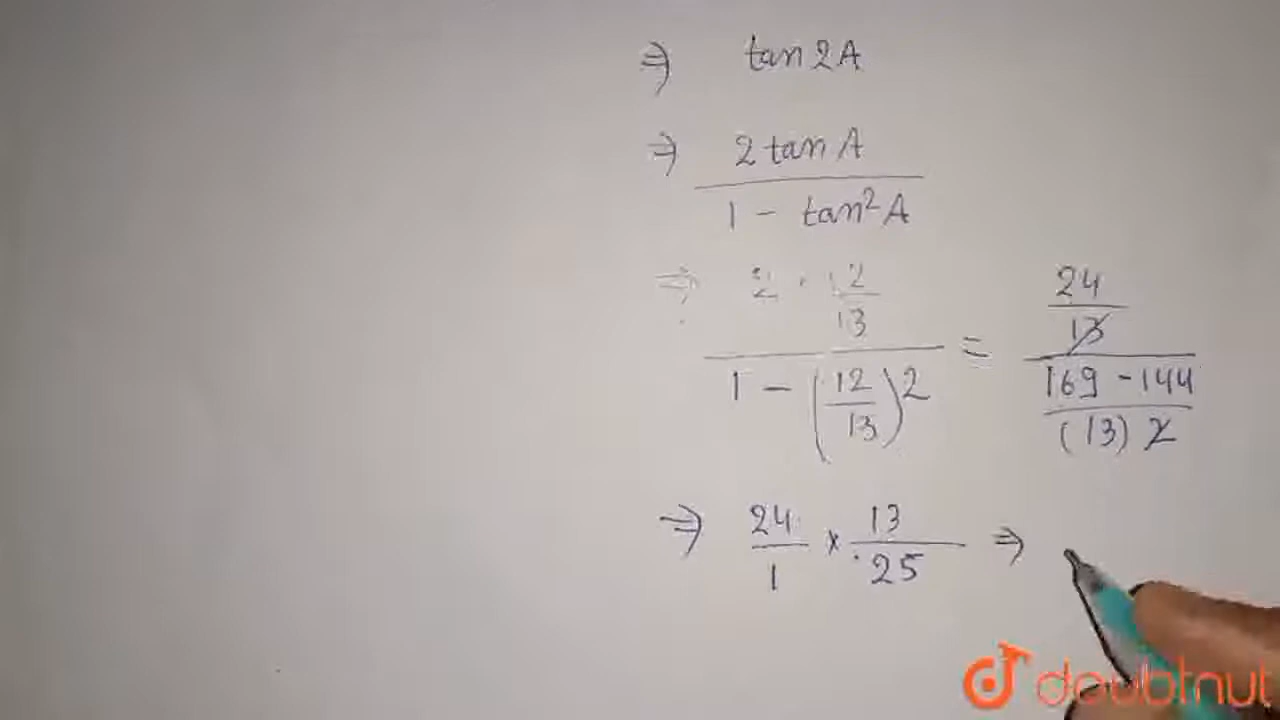 ⇒ tan 2A
⇒ 2 tan A / 1 - tan²A
⇒ 2 · 12/13 / 1 - (12/13)2 = 24/13 / 169 - 144/(13)2
⇒ 24/1 × 13/25 ⇒
doubtnut